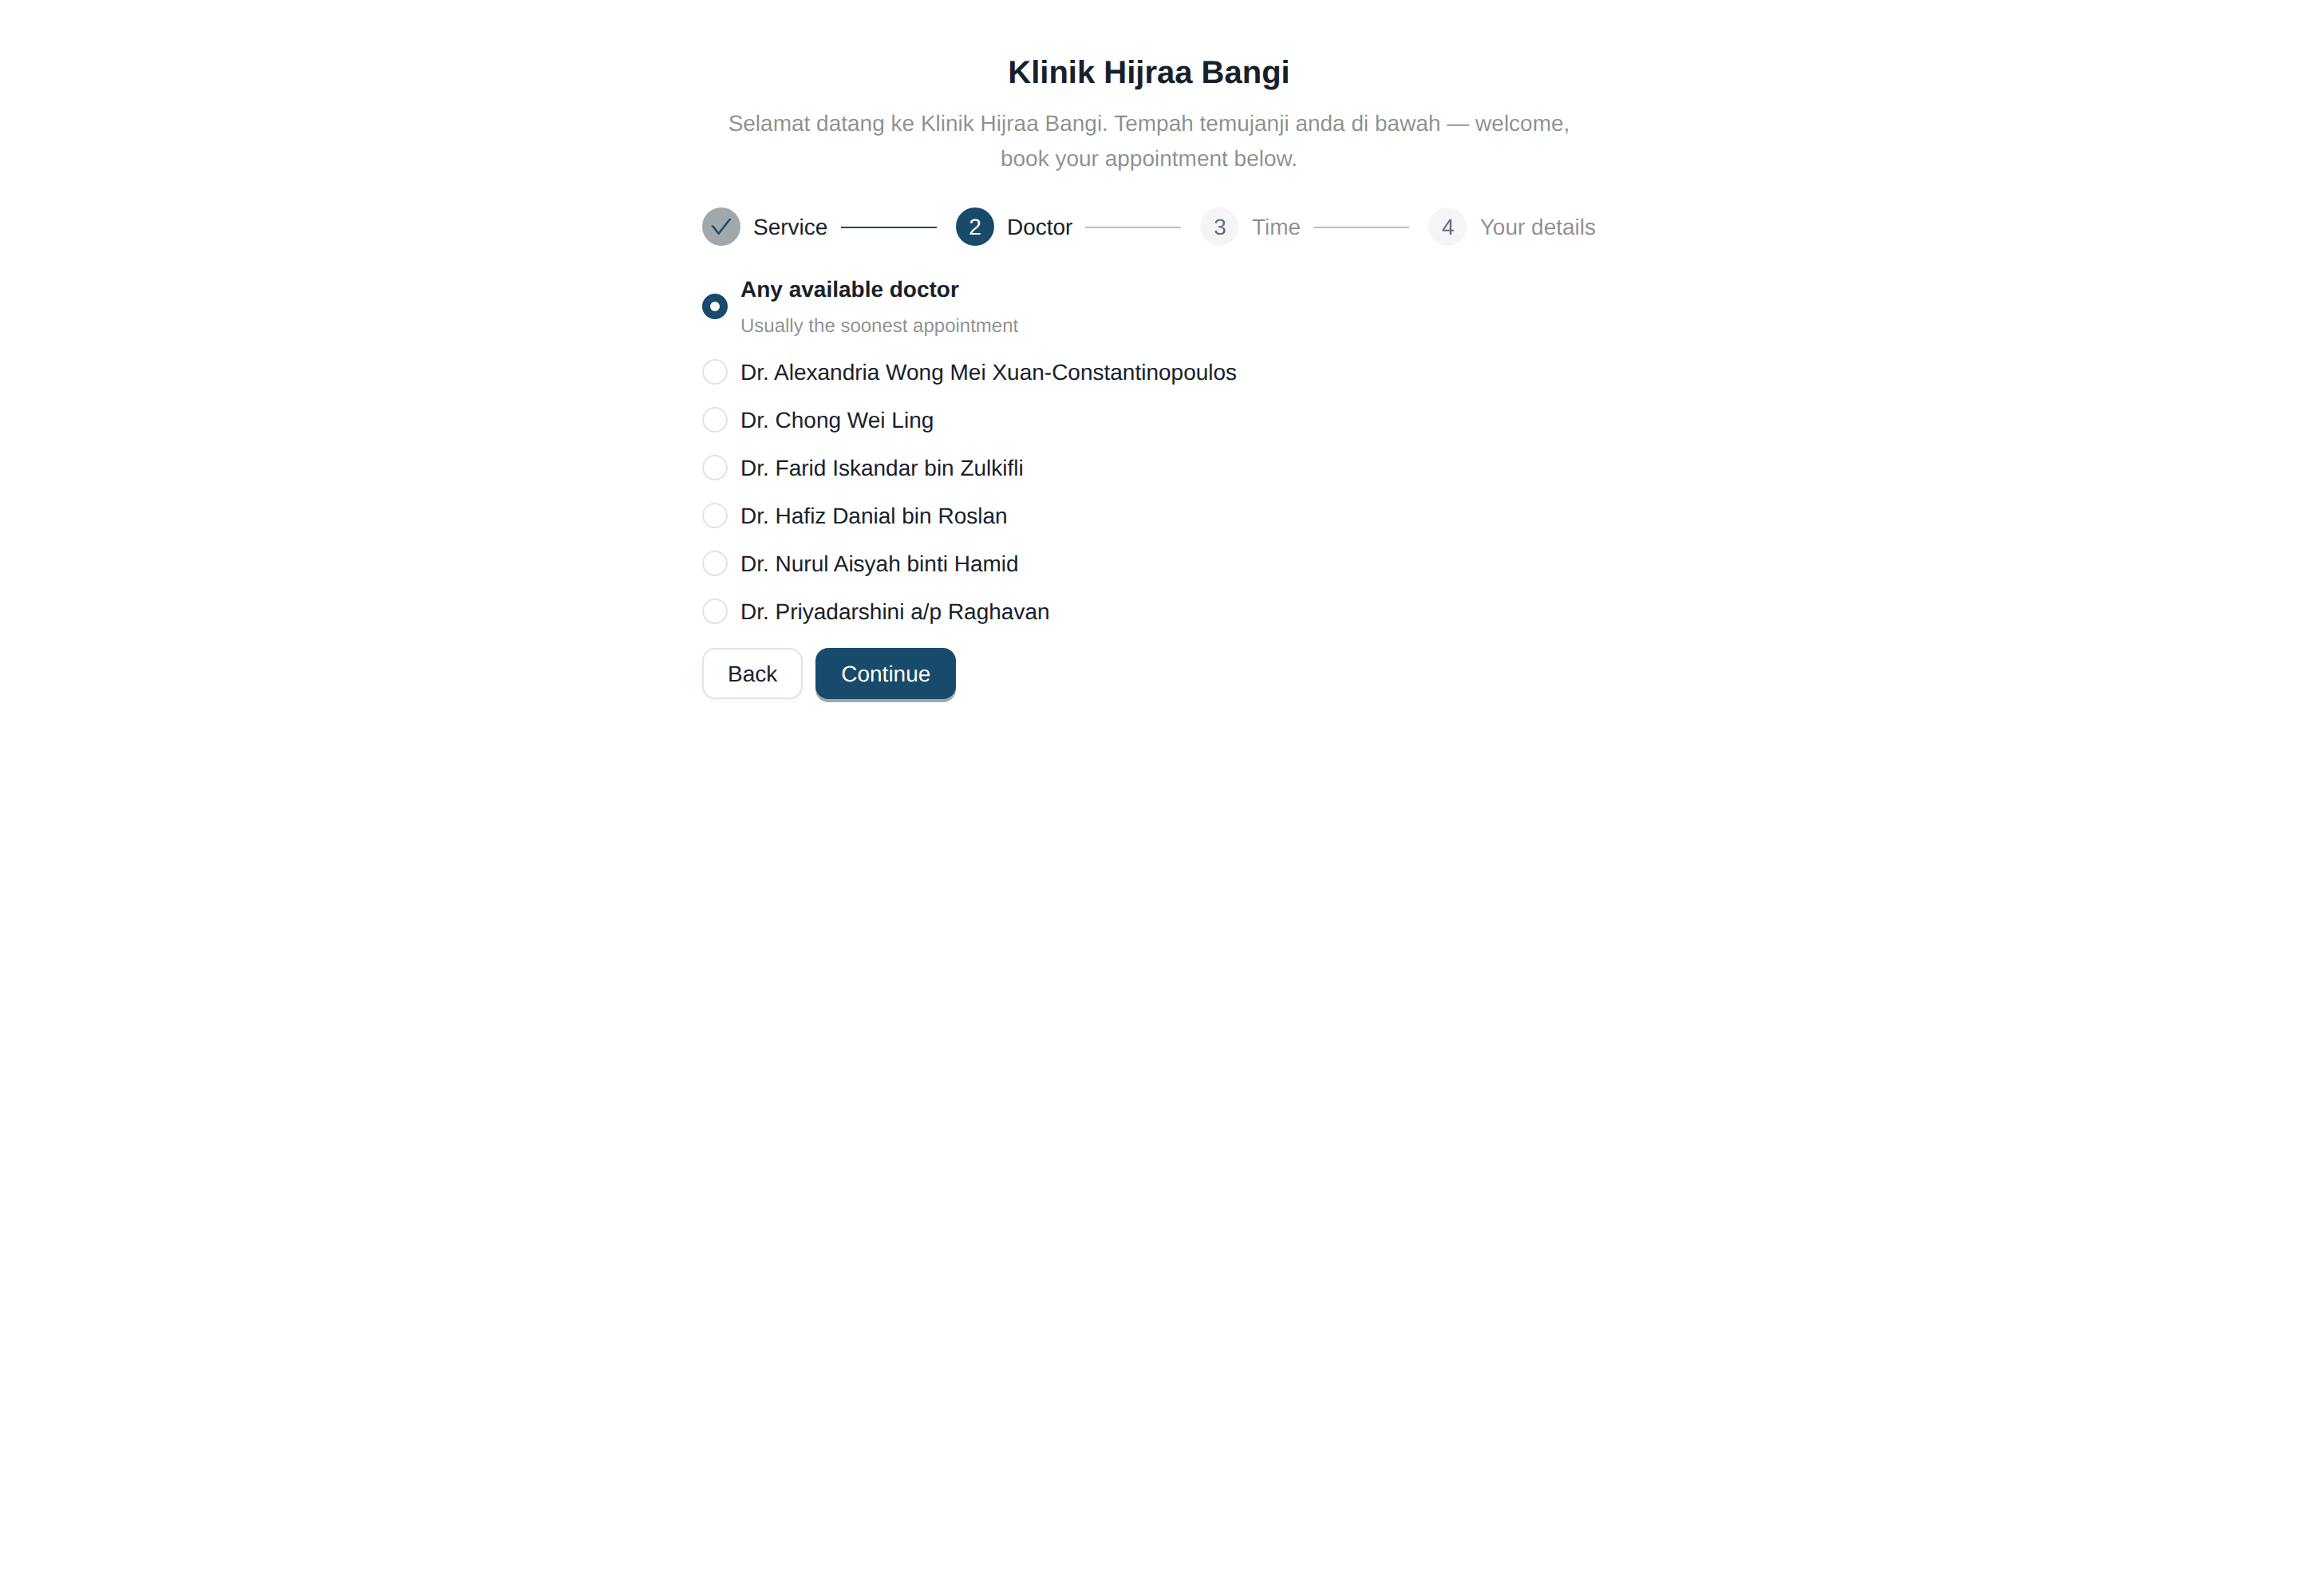 Klinik Hijraa Bangi
Selamat datang ke Klinik Hijraa Bangi. Tempah temujanji anda di bawah — welcome,
book your appointment below.
Service 2 Doctor 3 Time 4 Your details
Any available doctor
Usually the soonest appointment
Dr. Alexandria Wong Mei Xuan-Constantinopoulos
Dr. Chong Wei Ling
Dr. Farid Iskandar bin Zulkifli
Dr. Hafiz Danial bin Roslan
Dr. Nurul Aisyah binti Hamid
Dr. Priyadarshini a/p Raghavan
Back Continue